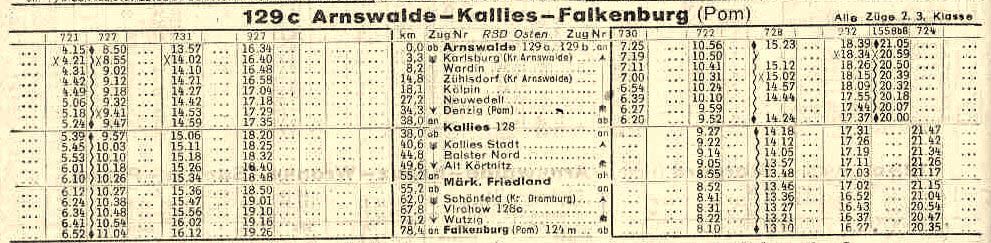 129c Arnswalde–Kallies–Falkenburg (Pom) Alle Züge 2. 3. Klasse
721 727 731 927 km Zug Nr RBD Osten Zug Nr 730 722 728 932 1558b8 724
4.15 8.50 13.57 16.34 0,0 ab Arnswalde 129a, 129b an 7.25 10.56 15.23 18.39 21.05
4.21 8.55 14.02 16.40 3,3 Karlsburg (Kr Arnswalde) 7.19 10.50 18.34 20.59
4.31 9.02 14.10 16.48 8,2 Wardin 7.11 10.41 15.12 18.26 20.50
4.42 9.12 14.21 16.58 14,8 Zühlsdorf (Kr Arnswalde) 7.00 10.31 15.02 18.15 20.39
4.49 9.18 14.27 17.04 18,1 Kölpin 6.54 10.24 14.57 18.09 20.32
5.06 9.32 14.42 17.18 27,2 Neuwedell 6.39 10.10 14.44 17.55 20.18
5.18 9.41 14.53 17.29 34,3 Denzig (Pom) 6.27 9.59 17.44 20.07
5.24 9.47 14.59 17.35 38,0 an 6.20 9.52 14.24 17.37 20.00
Kallies 128
5.39 9.57 15.06 18.20 38,0 ab an 9.27 14.18 17.31 21.47
5.45 10.03 15.11 18.25 40,6 Kallies Stadt 9.22 14.12 17.26 21.42
5.53 10.10 15.18 18.32 44,8 Balster Nord 9.14 14.05 17.19 21.34
6.01 10.18 15.26 18.40 49,6 Alt Körtnitz 9.05 13.57 17.11 21.26
6.10 10.26 15.34 18.48 55,2 an 8.55 13.48 17.03 21.17
Märk. Friedland
6.12 10.27 15.36 18.50 55,2 ab an 8.52 13.46 17.02 21.15
6.24 10.38 15.47 19.01 62,0 Schönfeld (Kr. Dramburg) 8.41 13.36 16.52 21.04
6.34 10.48 15.56 19.10 67,8 Virchow 128c 8.31 13.27 16.43 20.54
6.41 10.54 16.02 19.16 71,2 Wutzig 8.22 13.21 16.37 20.47
6.52 11.04 16.12 19.26 78,4 an Falkenburg (Pom) 124m ab 8.10 13.10 16.27 20.35